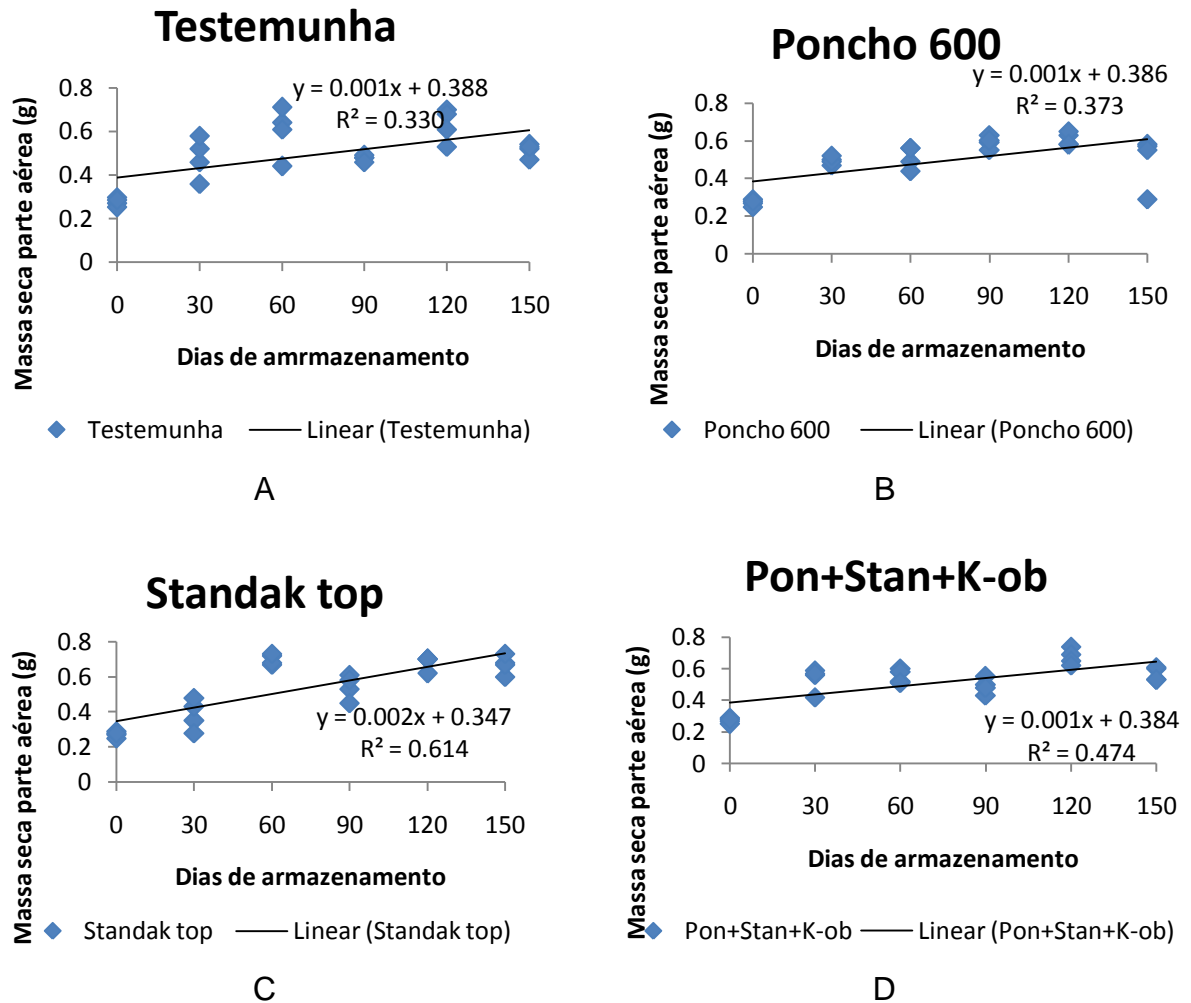 Testemunha
y = 0.001x + 0.388
R² = 0.330
Massa seca parte aérea (g)
0.8
0.6
0.4
0.2
0
0 30 60 90 120 150
Dias de amrmazenamento
Testemunha Linear (Testemunha)
A
Poncho 600
y = 0.001x + 0.386
R² = 0.373
Massa seca parte aérea (g)
0.8
0.6
0.4
0.2
0
0 30 60 90 120 150
Dias de armazenamento
Poncho 600 Linear (Poncho 600)
B
Standak top
Massa seca parte aérea (g)
0.8
0.6
0.4
0.2
0
y = 0.002x + 0.347
R² = 0.614
0 30 60 90 120 150
Dias de armazenamento
Standak top Linear (Standak top)
C
Pon+Stan+K-ob
Massa seca parte aérea (g)
0.8
0.6
0.4
0.2
0
y = 0.001x + 0.384
R² = 0.474
0 30 60 90 120 150
Dias de armazenamento
Pon+Stan+K-ob Linear (Pon+Stan+K-ob)
D